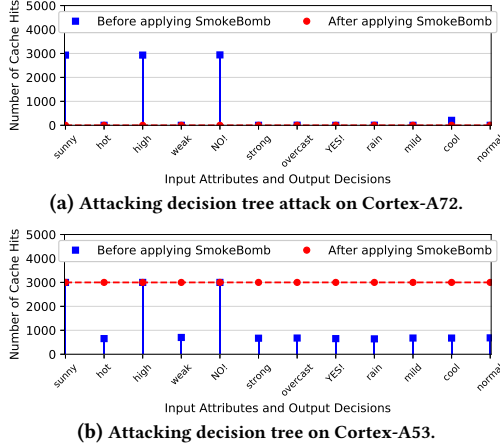 5000
4000
3000
2000
1000
0
Number of Cache Hits
Before applying SmokeBomb After applying SmokeBomb
sunny hot high weak NO! strong overcast YES! rain mild cool normal
Input Attributes and Output Decisions
(a) Attacking decision tree attack on Cortex-A72.
5000
4000
3000
2000
1000
0
Number of Cache Hits
Before applying SmokeBomb After applying SmokeBomb
sunny hot high weak NO! strong overcast YES! rain mild cool normal
Input Attributes and Output Decisions
(b) Attacking decision tree on Cortex-A53.